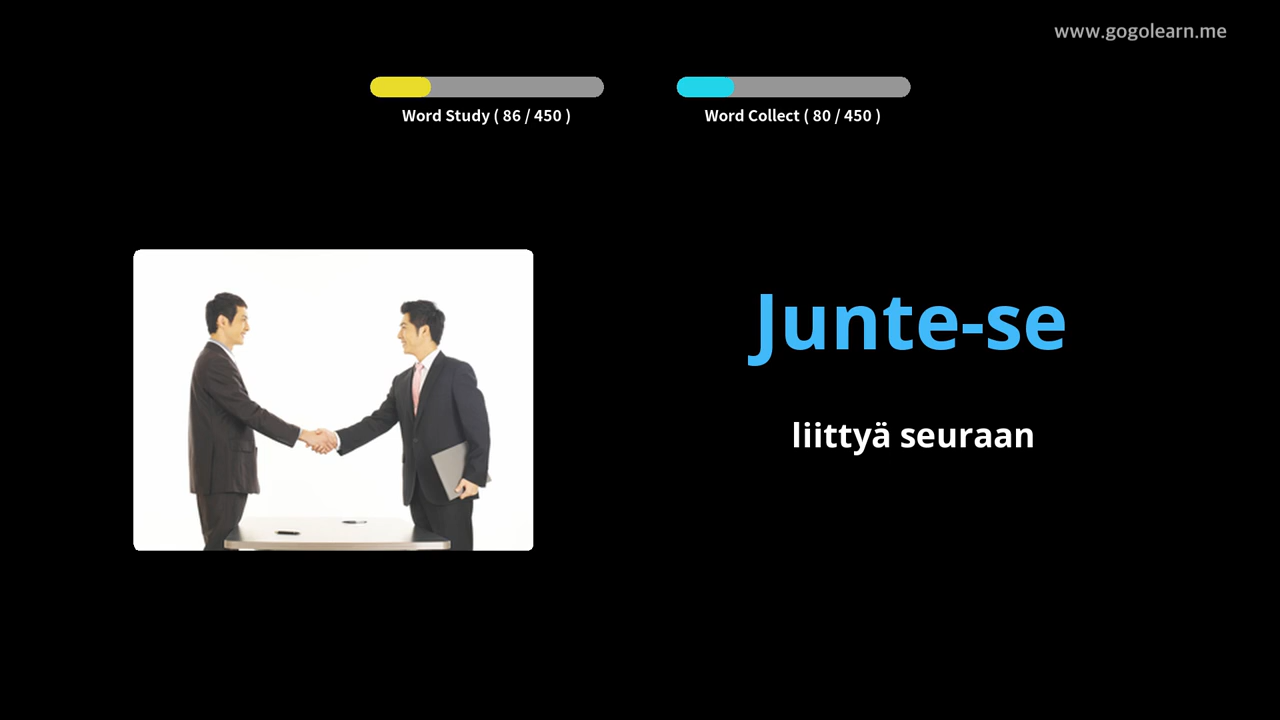 www.gogolearn.me
Word Study ( 86 / 450 )
Word Collect ( 80 / 450 )
Junte-se
liittyä seuraan